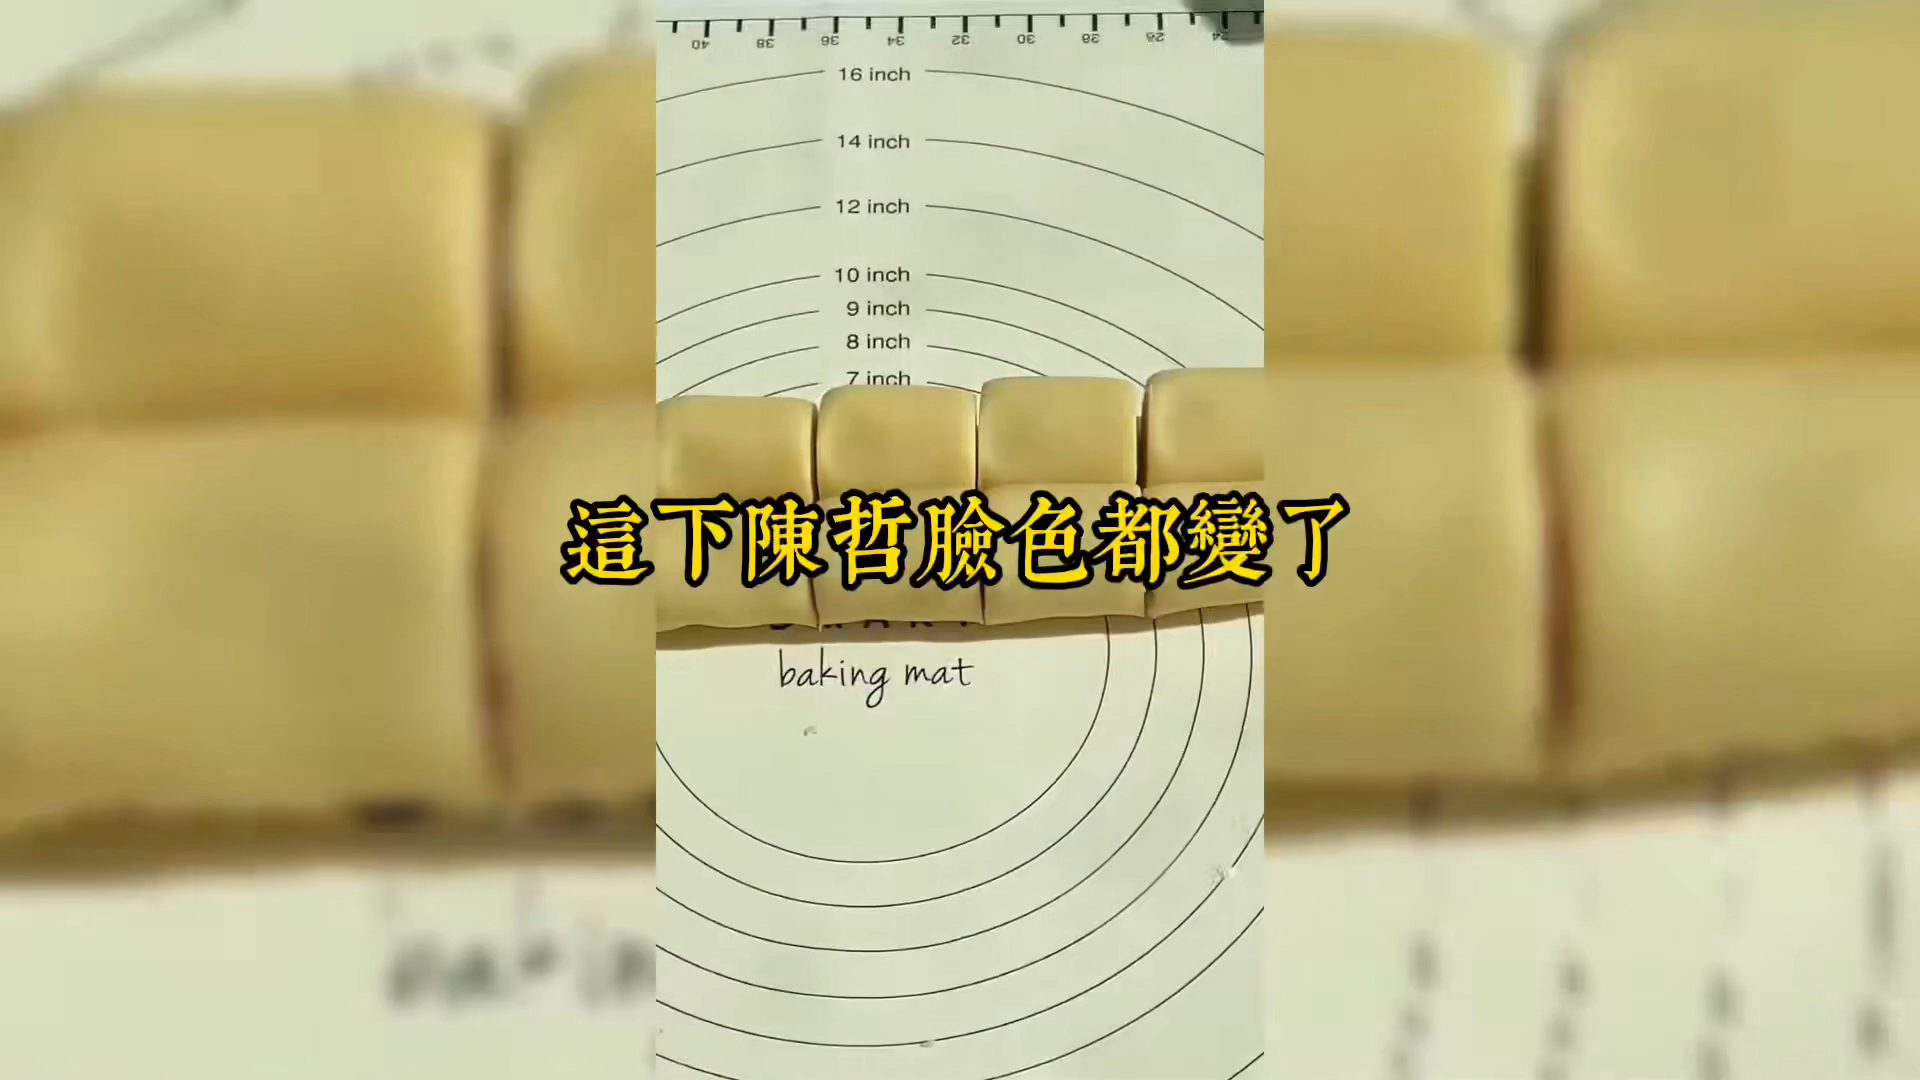 40 38 36 34 32 30 28 26 24
16 inch
14 inch
12 inch
10 inch
9 inch
8 inch
7 inch
這下陳哲臉色都變了
baking mat